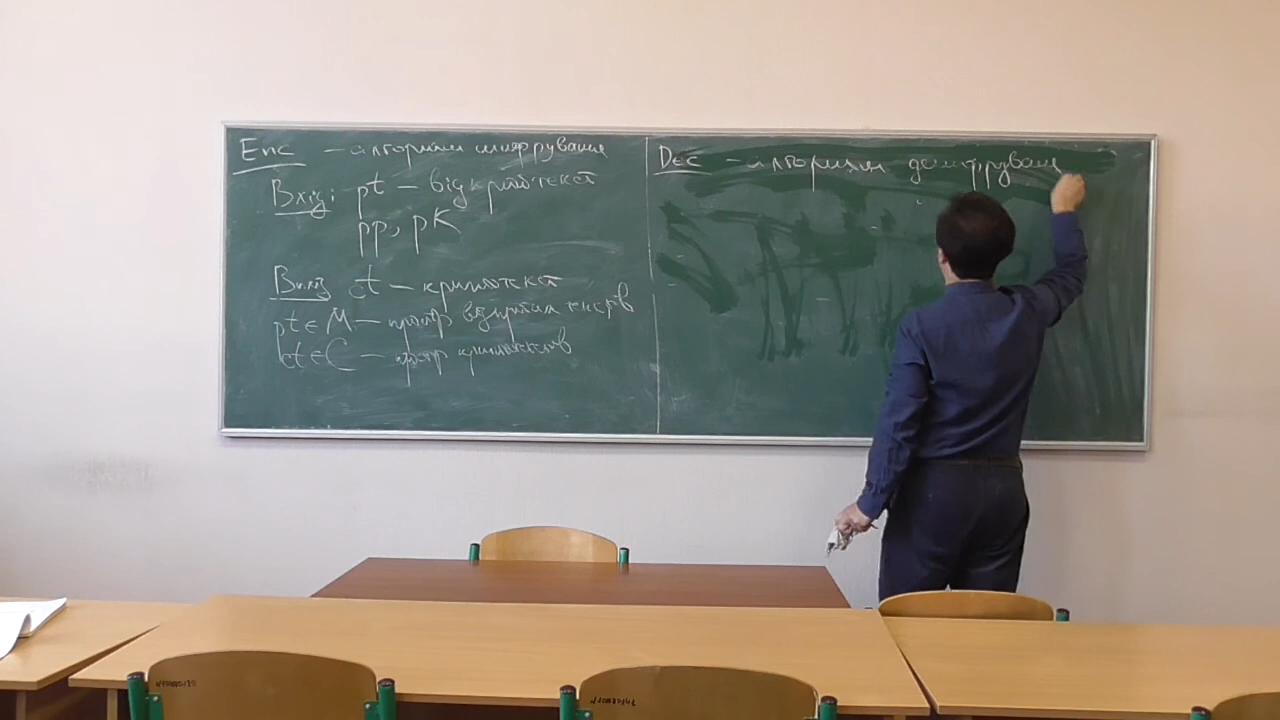 Enc – алгоритм шифрування
Вхід: pt – відкритий текст
pp, pK
Вихід ct – криптотекст
pt ∈ M – простір відкритих текстів
ct ∈ C – простір криптотекстів
Dec – алгоритм дешифрування